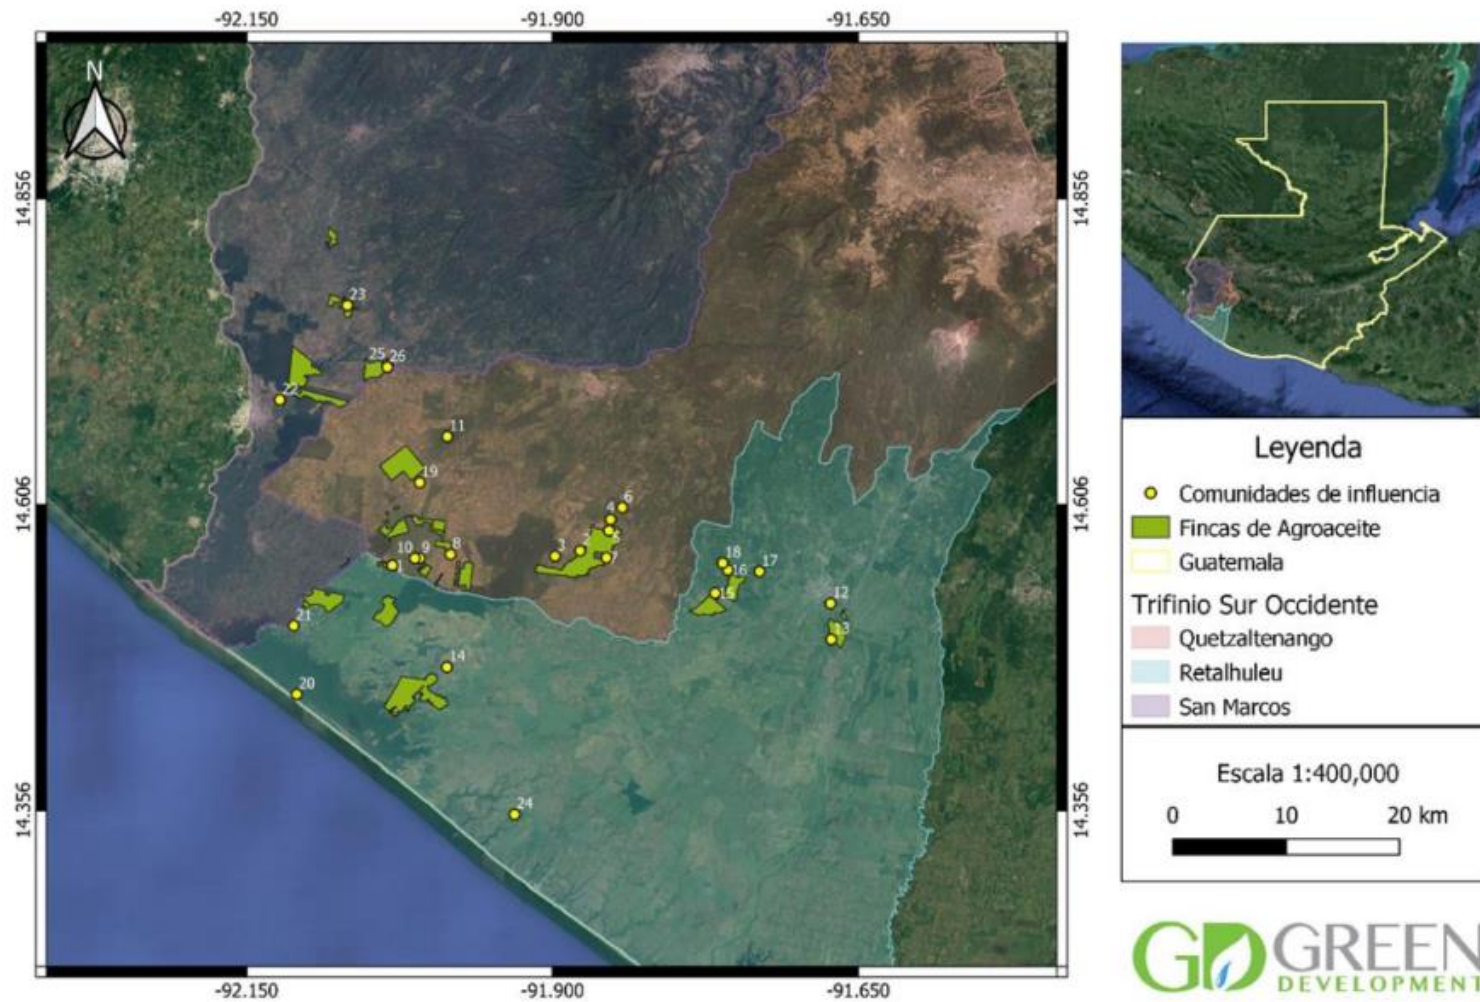 -92.150 -91.900 -91.650
N
14.856 14.856
23
25 26
22
11
19
14.606 14.606
6
4
5
3 2 7
10 9 8
1
18
16 17
15
12
13
21
14
20
24
14.356 14.356
-92.150 -91.900 -91.650
Leyenda
Comunidades de influencia
Fincas de Agroaceite
Guatemala
Trifinio Sur Occidente
Quetzaltenango
Retalhuleu
San Marcos
Escala 1:400,000
0 10 20 km
GD GREEN
DEVELOPMENT